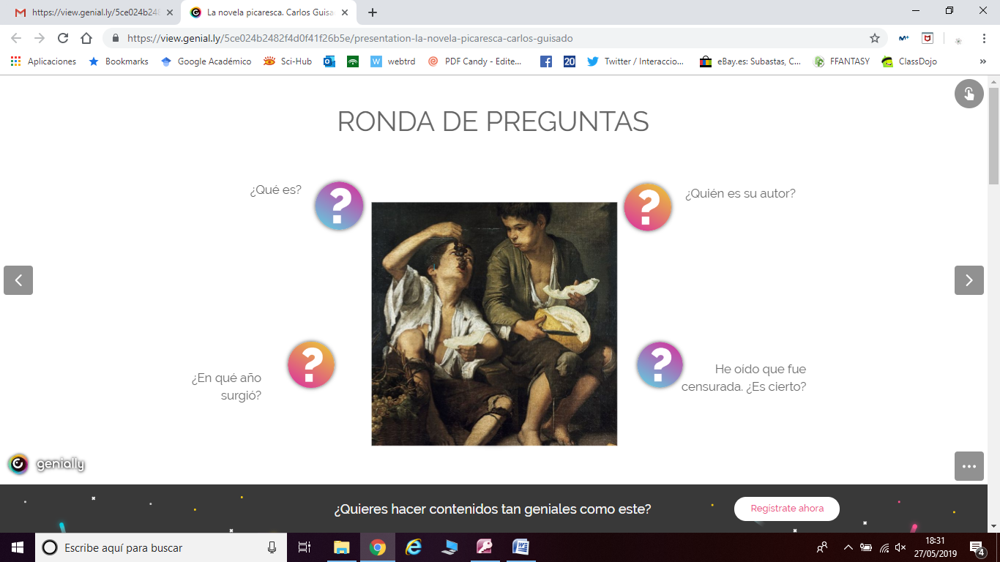 https://view.genial.ly/5ce024b248
La novela picaresca. Carlos Guisa
https://view.genial.ly/5ce024b2482f4d0f41f26b5e/presentation-la-novela-picaresca-carlos-guisado
Aplicaciones
Bookmarks
Google Académico
Sci-Hub
webtrd
PDF Candy - Edite...
20
Twitter / Interaccio...
eBay.es: Subastas, C...
FFANTASY
ClassDojo
»
RONDA DE PREGUNTAS
¿Qué es?
¿Quién es su autor?
¿En qué año
surgió?
He oído que fue
censurada. ¿Es cierto?
genially
¿Quieres hacer contenidos tan geniales como este?
Regístrate ahora
Escribe aquí para buscar
18:31
27/05/2019
4